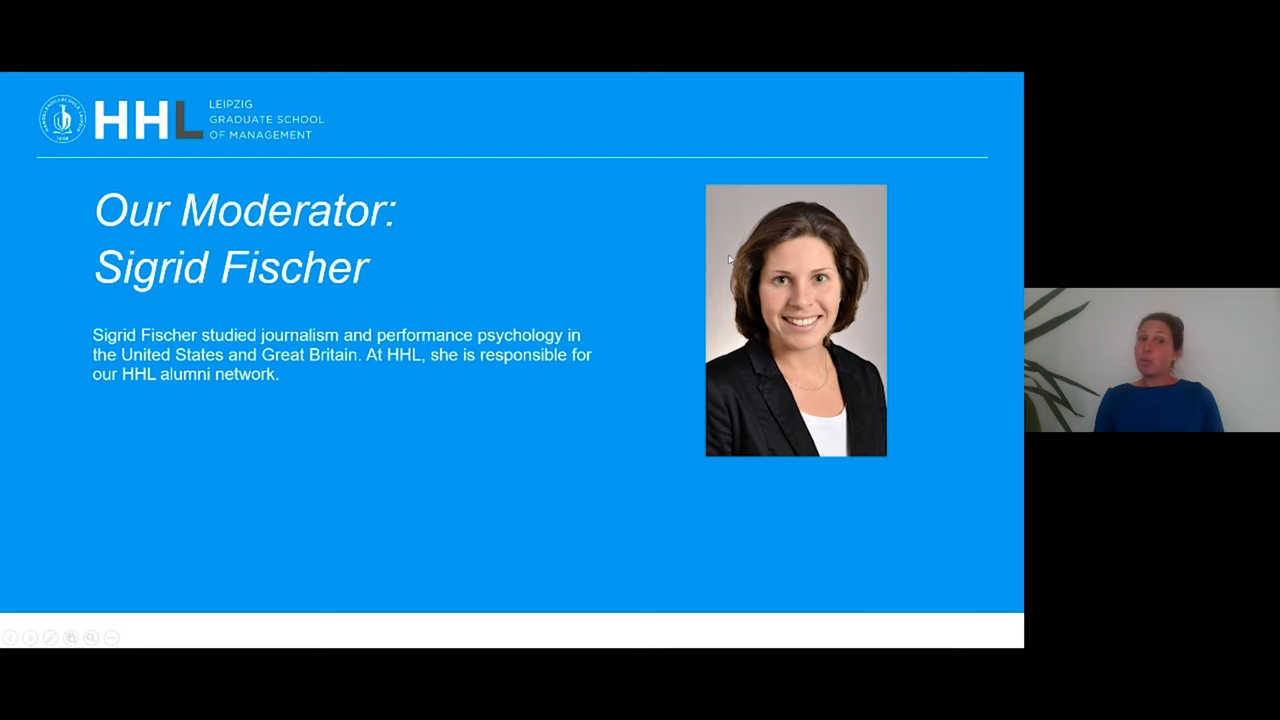 HHL
LEIPZIG
GRADUATE SCHOOL
OF MANAGEMENT
Our Moderator:
Sigrid Fischer
Sigrid Fischer studied journalism and performance psychology in
the United States and Great Britain. At HHL, she is responsible for
our HHL alumni network.